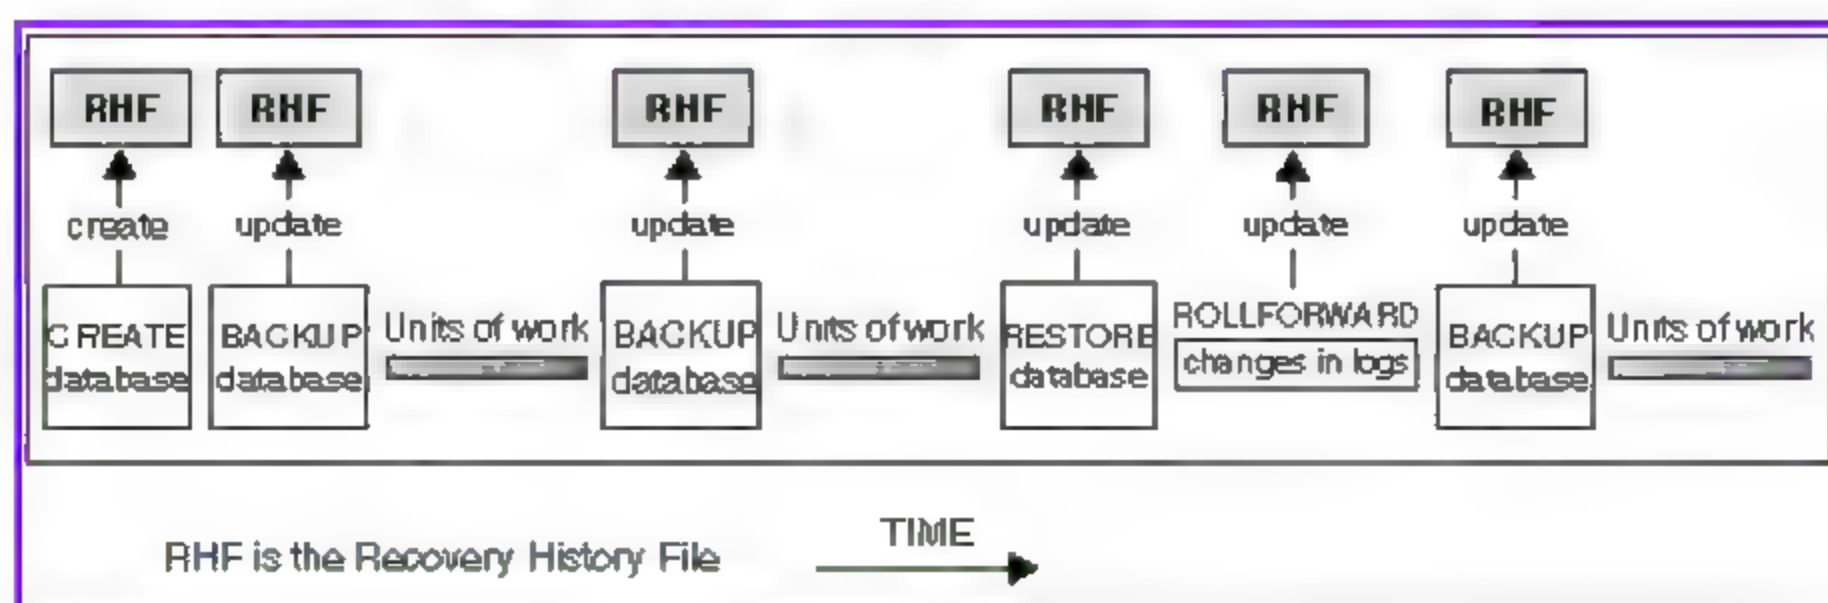 RHF RHF RHF RHF RHF RHF
create update update update update update
CREATE database
BACKUP database
Units of work
BACKUP database
Units of work
RESTORE database
ROLLFORWARD
changes in logs
BACKUP database
Units of work
RHF is the Recovery History File
TIME